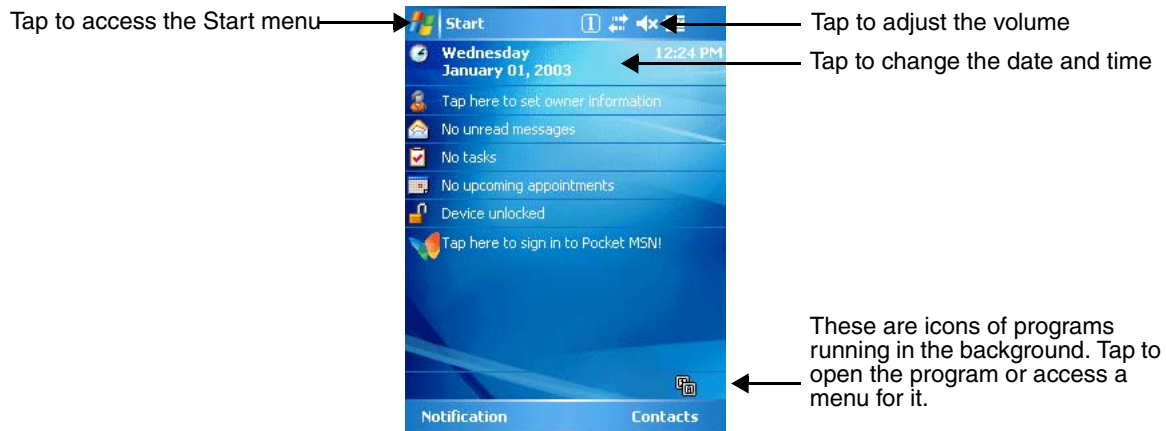 Tap to access the Start menu
Start
1
Tap to adjust the volume
Wednesday
12:24 PM
January 01, 2003
Tap to change the date and time
Tap here to set owner information
No unread messages
No tasks
No upcoming appointments
Device unlocked
Tap here to sign in to Pocket MSN!
These are icons of programs
running in the background. Tap to
open the program or access a
menu for it.
Notification
Contacts